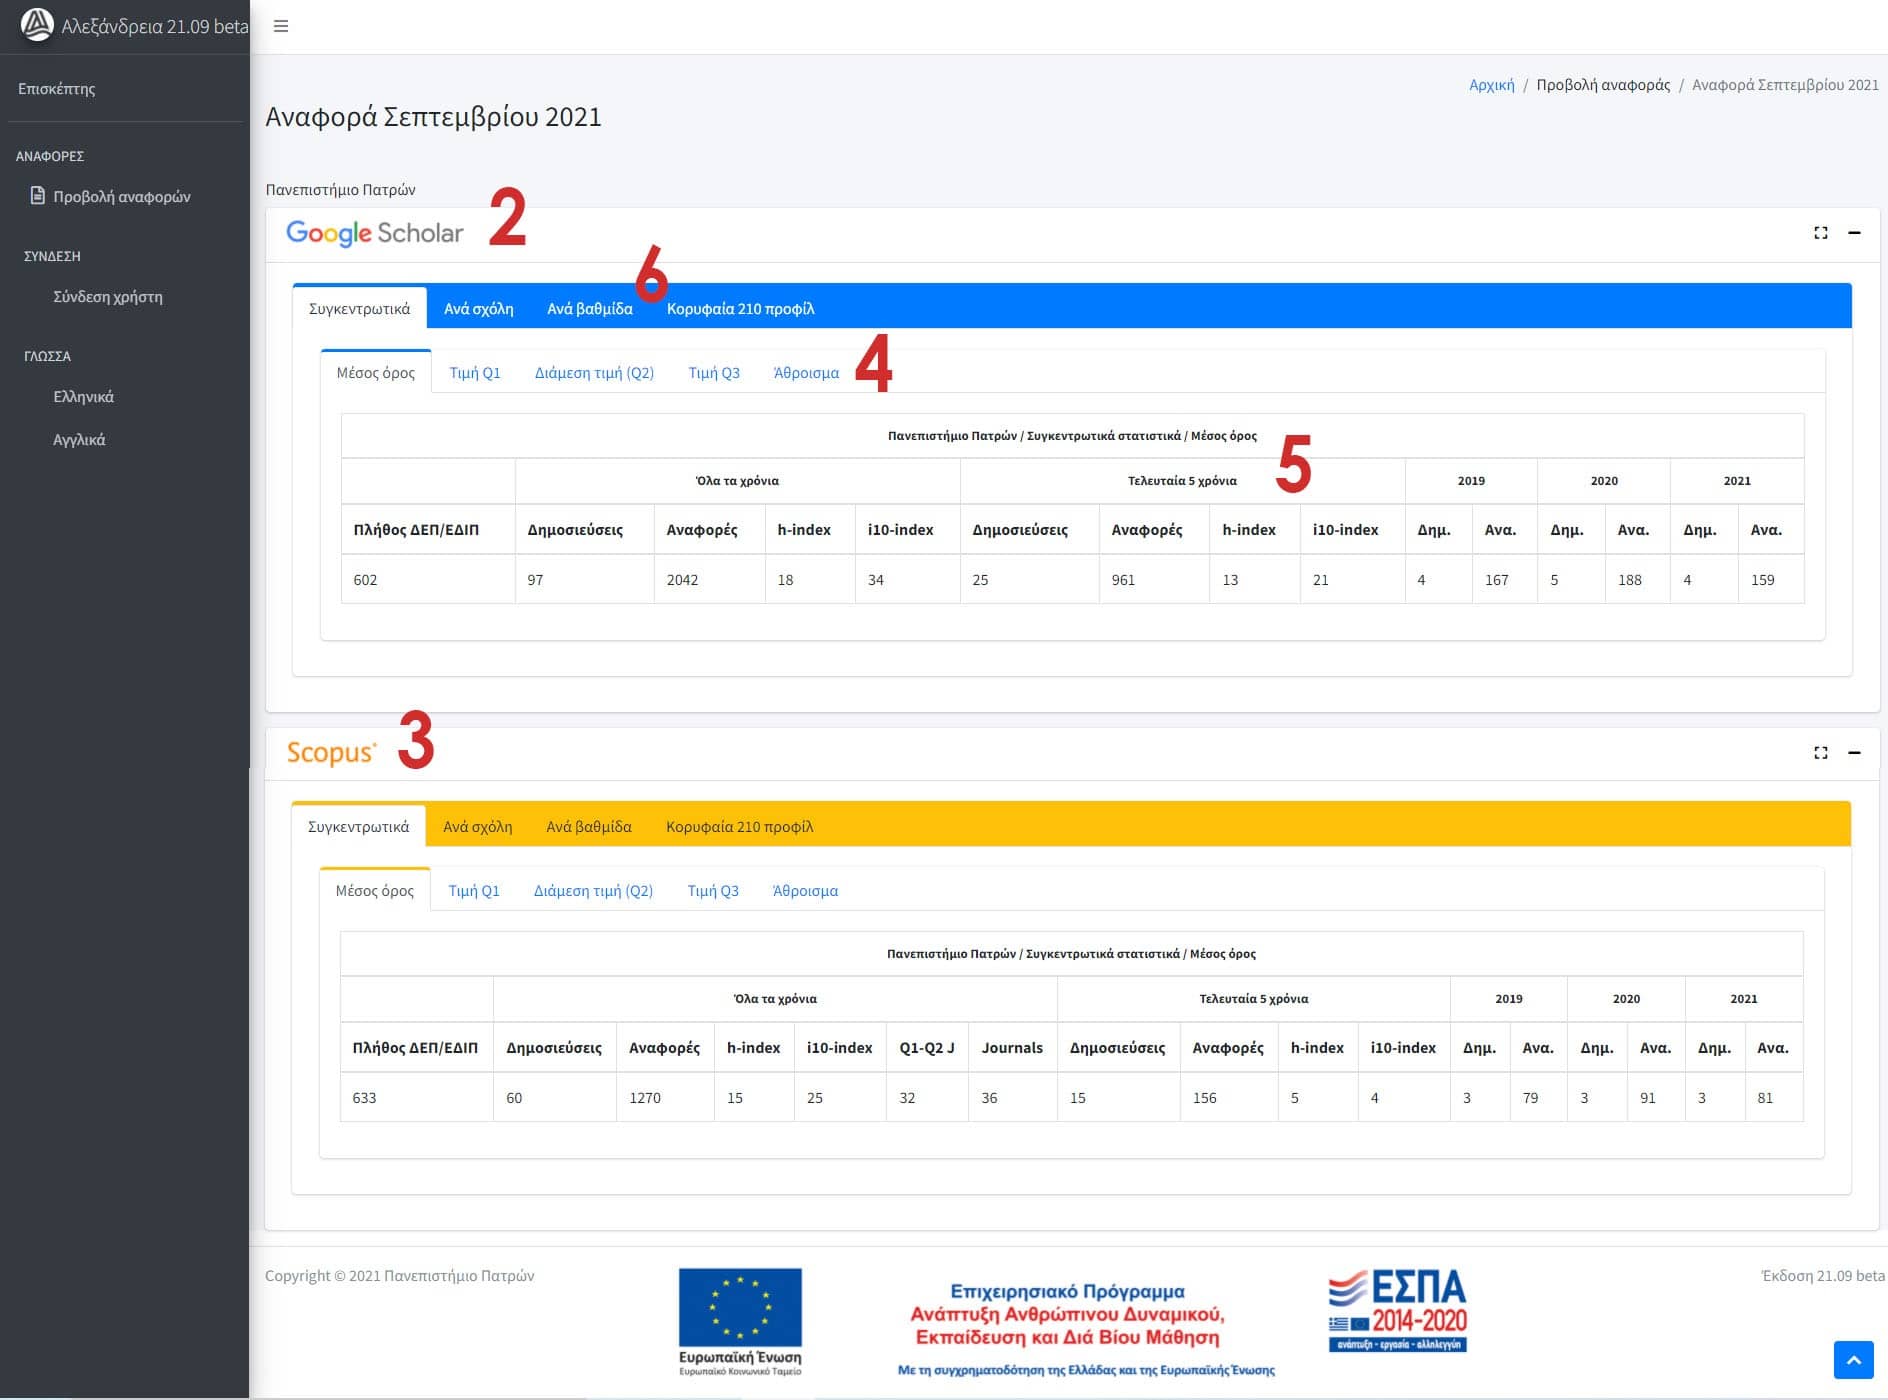 Αλεξάνδρεια 21.09 beta
Επισκέπτης
ΑΝΑΦΟΡΕΣ
Προβολή αναφορών
ΣΥΝΔΕΣΗ
Σύνδεση χρήστη
ΓΛΩΣΣΑ
Ελληνικά
Αγγλικά
Αρχική / Προβολή αναφοράς / Αναφορά Σεπτεμβρίου 2021
Αναφορά Σεπτεμβρίου 2021
Πανεπιστήμιο Πατρών
Google Scholar 2
6
Συγκεντρωτικά Ανά σχόλη Ανά βαθμίδα Κορυφαία 210 προφίλ
Μέσος όρος Τιμή Q1 Διάμεση τιμή (Q2) Τιμή Q3 Άθροισμα 4
Πανεπιστήμιο Πατρών / Συγκεντρωτικά στατιστικά / Μέσος όρος
5
Όλα τα χρόνια Τελευταία 5 χρόνια 2019 2020 2021
Πλήθος ΔΕΠ/ΕΔΙΠ Δημοσιεύσεις Αναφορές h-index i10-index Δημοσιεύσεις Αναφορές h-index i10-index Δημ. Ανα. Δημ. Ανα. Δημ. Ανα.
602 97 2042 18 34 25 961 13 21 4 167 5 188 4 159
Scopus 3
Συγκεντρωτικά Ανά σχόλη Ανά βαθμίδα Κορυφαία 210 προφίλ
Μέσος όρος Τιμή Q1 Διάμεση τιμή (Q2) Τιμή Q3 Άθροισμα
Πανεπιστήμιο Πατρών / Συγκεντρωτικά στατιστικά / Μέσος όρος
Όλα τα χρόνια Τελευταία 5 χρόνια 2019 2020 2021
Πλήθος ΔΕΠ/ΕΔΙΠ Δημοσιεύσεις Αναφορές h-index i10-index Q1-Q2 J Journals Δημοσιεύσεις Αναφορές h-index i10-index Δημ. Ανα. Δημ. Ανα. Δημ. Ανα.
633 60 1270 15 25 32 36 15 156 5 4 3 79 3 91 3 81
Copyright © 2021 Πανεπιστήμιο Πατρών
Ευρωπαϊκή Ένωση
Ευρωπαϊκό Κοινωνικό Ταμείο
Επιχειρησιακό Πρόγραμμα
Ανάπτυξη Ανθρώπινου Δυναμικού,
Εκπαίδευση και Διά Βίου Μάθηση
Με τη συγχρηματοδότηση της Ελλάδας και της Ευρωπαϊκής Ένωσης
ΕΣΠΑ
2014-2020
ανάπτυξη - εργασία - αλληλεγγύη
Έκδοση 21.09 beta